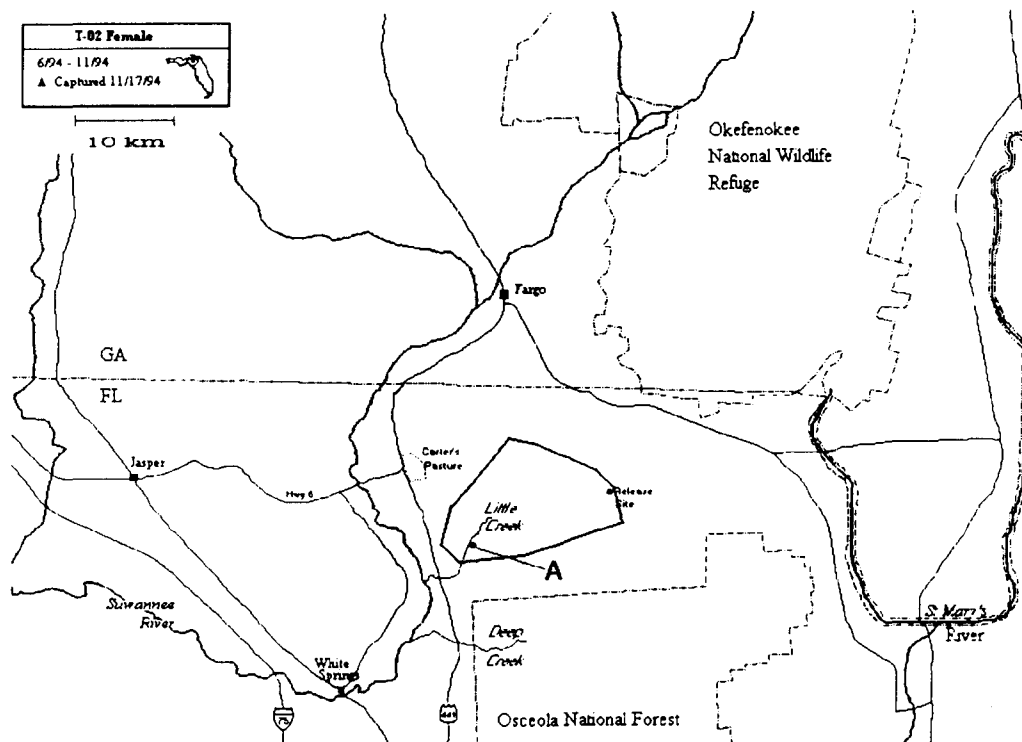 T-02 Female
6/94 - 11/94
▲ Captured 11/17/94
10 km
Okefenokee
National Wildlife
Refuge
Fargo
GA
FL
Jasper
Hwy 6
Carter's
Pasture
Release
Site
Little
Creek
A
Suwannee
River
White
Springs
Deep
Creek
St Mary's
River
75
441
Osceola National Forest